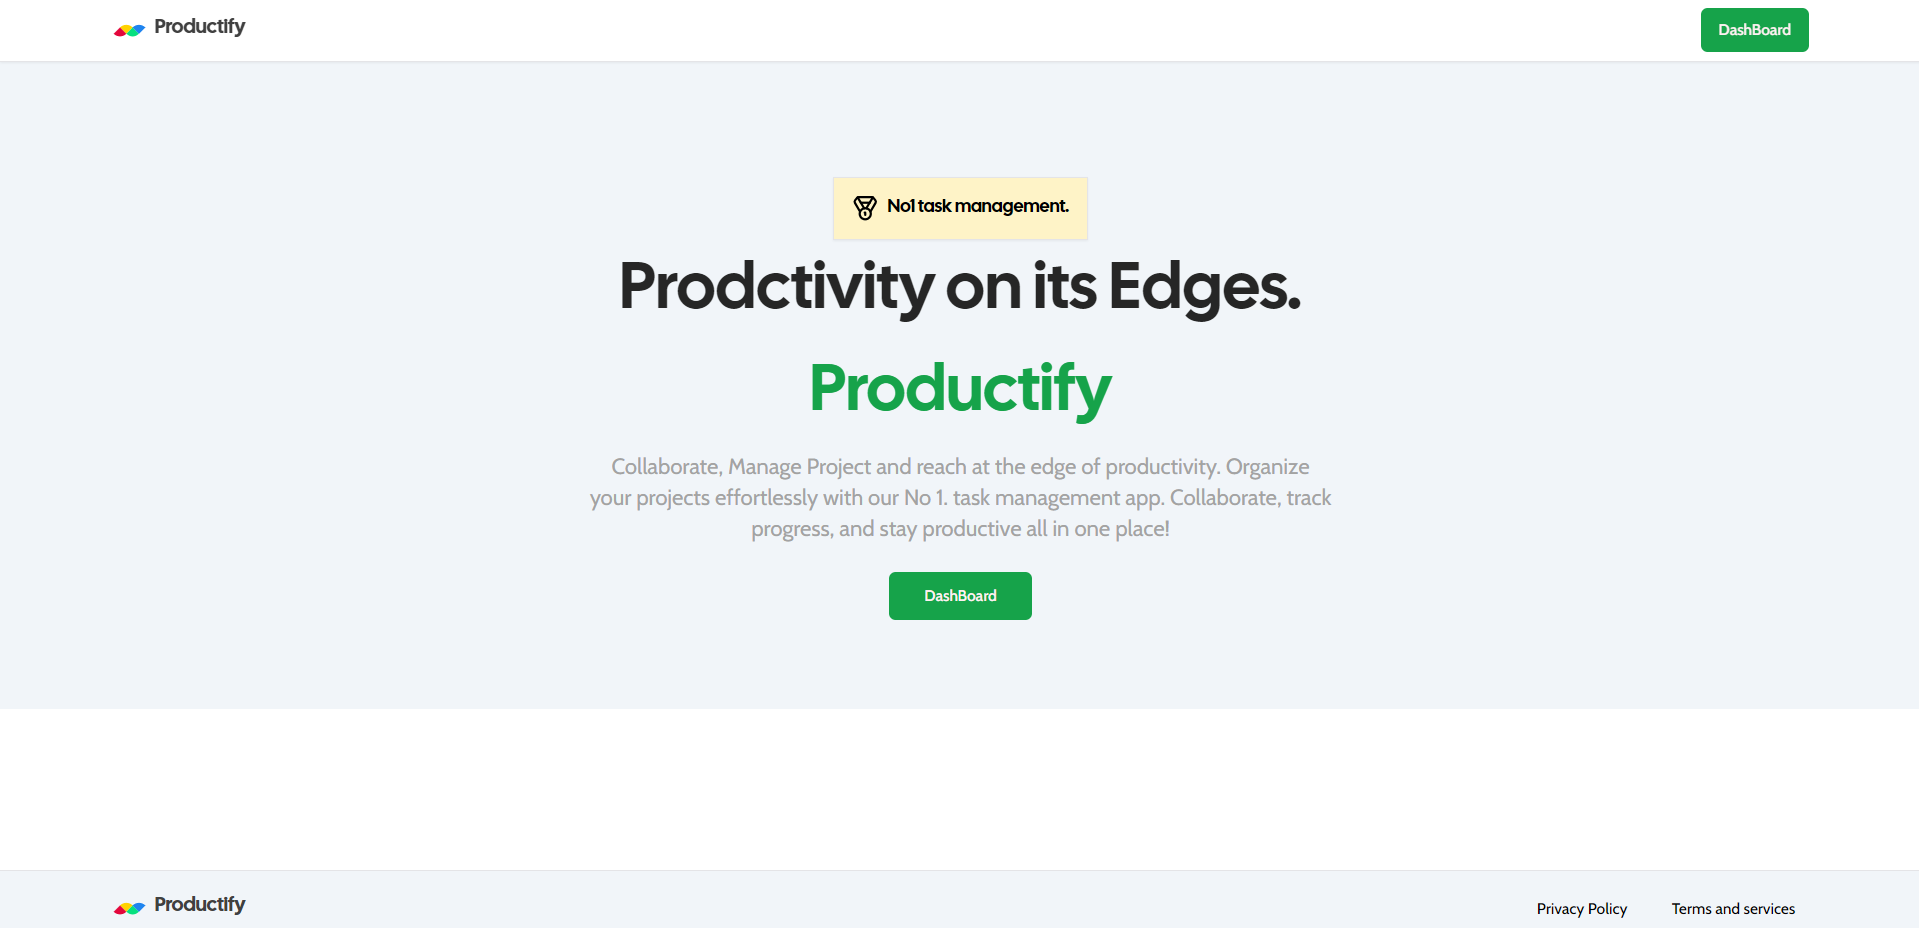 Productify
DashBoard
No1 task management.
Prodctivity on its Edges.
Productify
Collaborate, Manage Project and reach at the edge of productivity. Organize
your projects effortlessly with our No 1. task management app. Collaborate, track
progress, and stay productive all in one place!
DashBoard
Productify
Privacy Policy
Terms and services